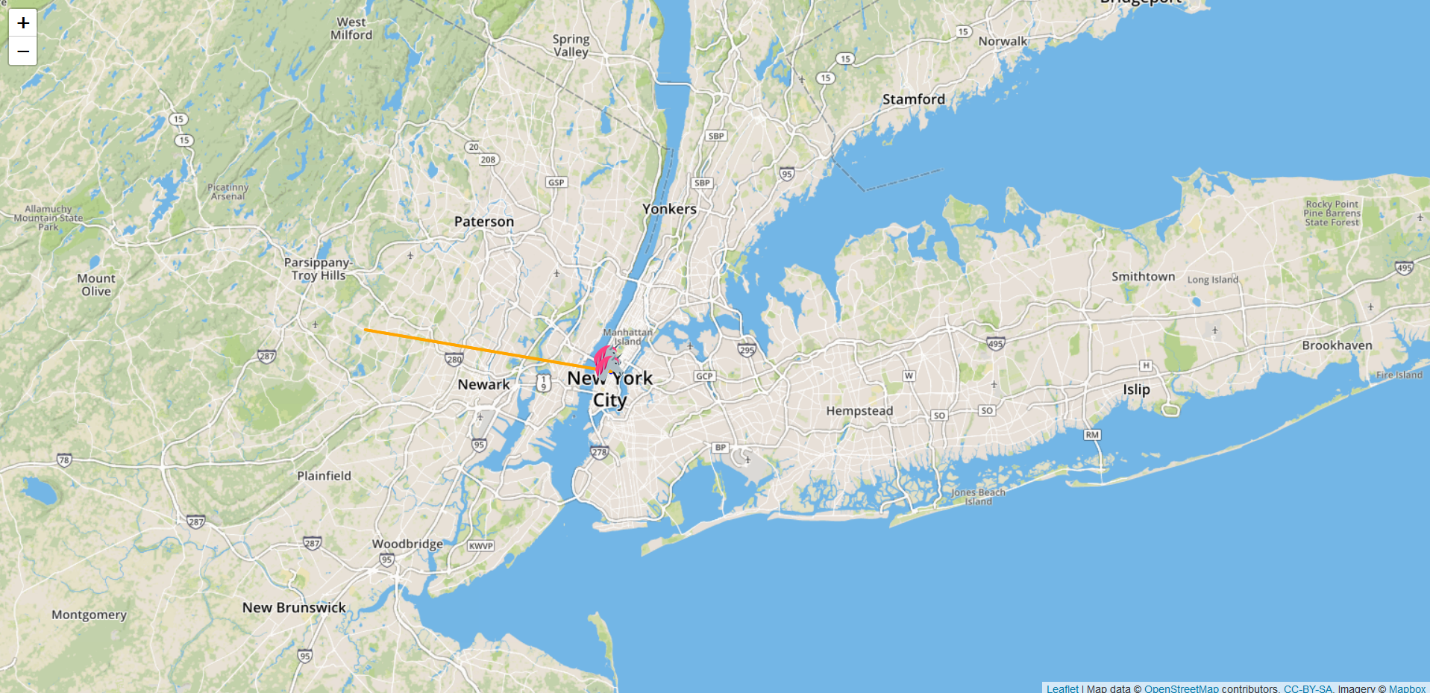 +
−
West
Milford
Spring
Valley
Bridgeport
15
Norwalk
15
15
Stamford
15
15
SBP
20
208
95
GSP
SBP
Picatinny
Arsenal
Allamuchy
Mountain State
Park
Yonkers
Paterson
Rocky Point
Pine Barrens
State Forest
Parsippany-
Troy Hills
Mount
Olive
Smithtown
Long Island
495
Manhattan
Island
287
280
295
495
Brookhaven
New York
City
Newark
1
9
GCP
W
H
Fire Island
Islip
Hempstead
SO
SO
95
278
BP
RM
78
Plainfield
Jones Beach
Island
287
287
Woodbridge
KWVP
95
New Brunswick
Montgomery
95
Leaflet | Map data © OpenStreetMap contributors, CC-BY-SA, Imagery © Mapbox